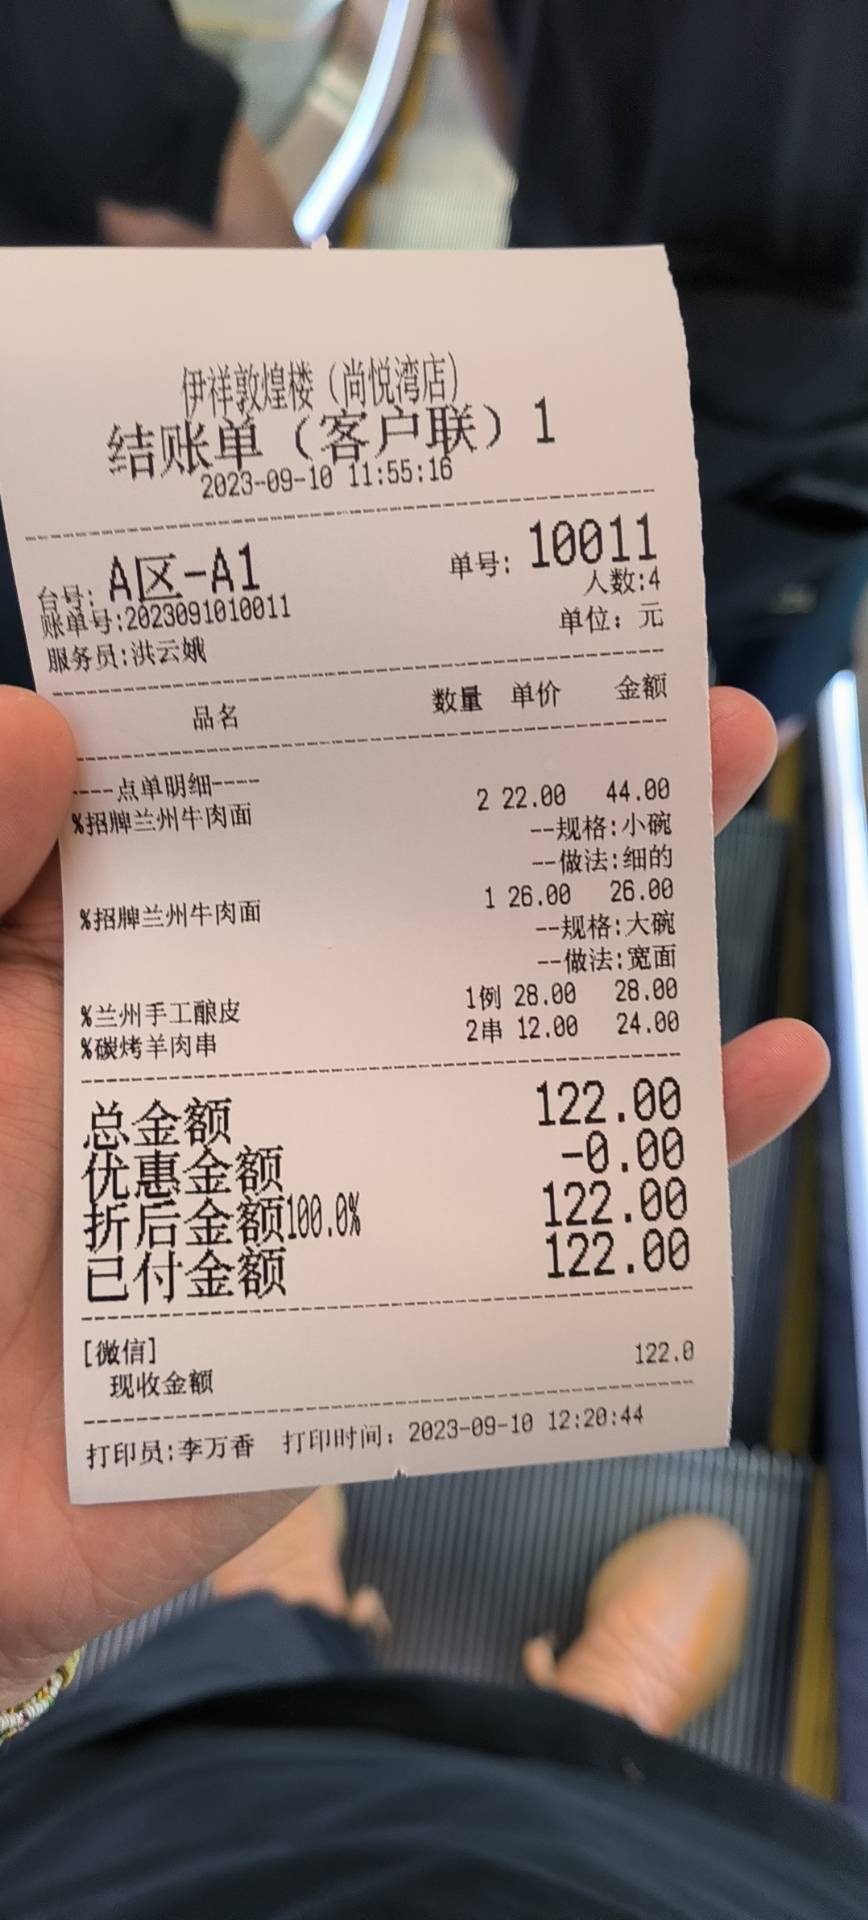 伊祥敦煌楼（尚悦湾店）
结账单（客户联）1
2023-09-10 11:55:16
台号: A区-A1 单号: 10011
人数:4
账单号:2023091010011
单位: 元
服务员:洪云娥
品名 数量 单价 金额
----点单明细----
%招牌兰州牛肉面 2 22.00 44.00
--规格:小碗
--做法:细的
%招牌兰州牛肉面 1 26.00 26.00
--规格:大碗
--做法:宽面
%兰州手工酿皮 1例 28.00 28.00
%碳烤羊肉串 2串 12.00 24.00
总金额 122.00
优惠金额 -0.00
折后金额100.0% 122.00
已付金额 122.00
[微信] 122.0
现收金额
打印员:李万香 打印时间: 2023-09-10 12:20:44